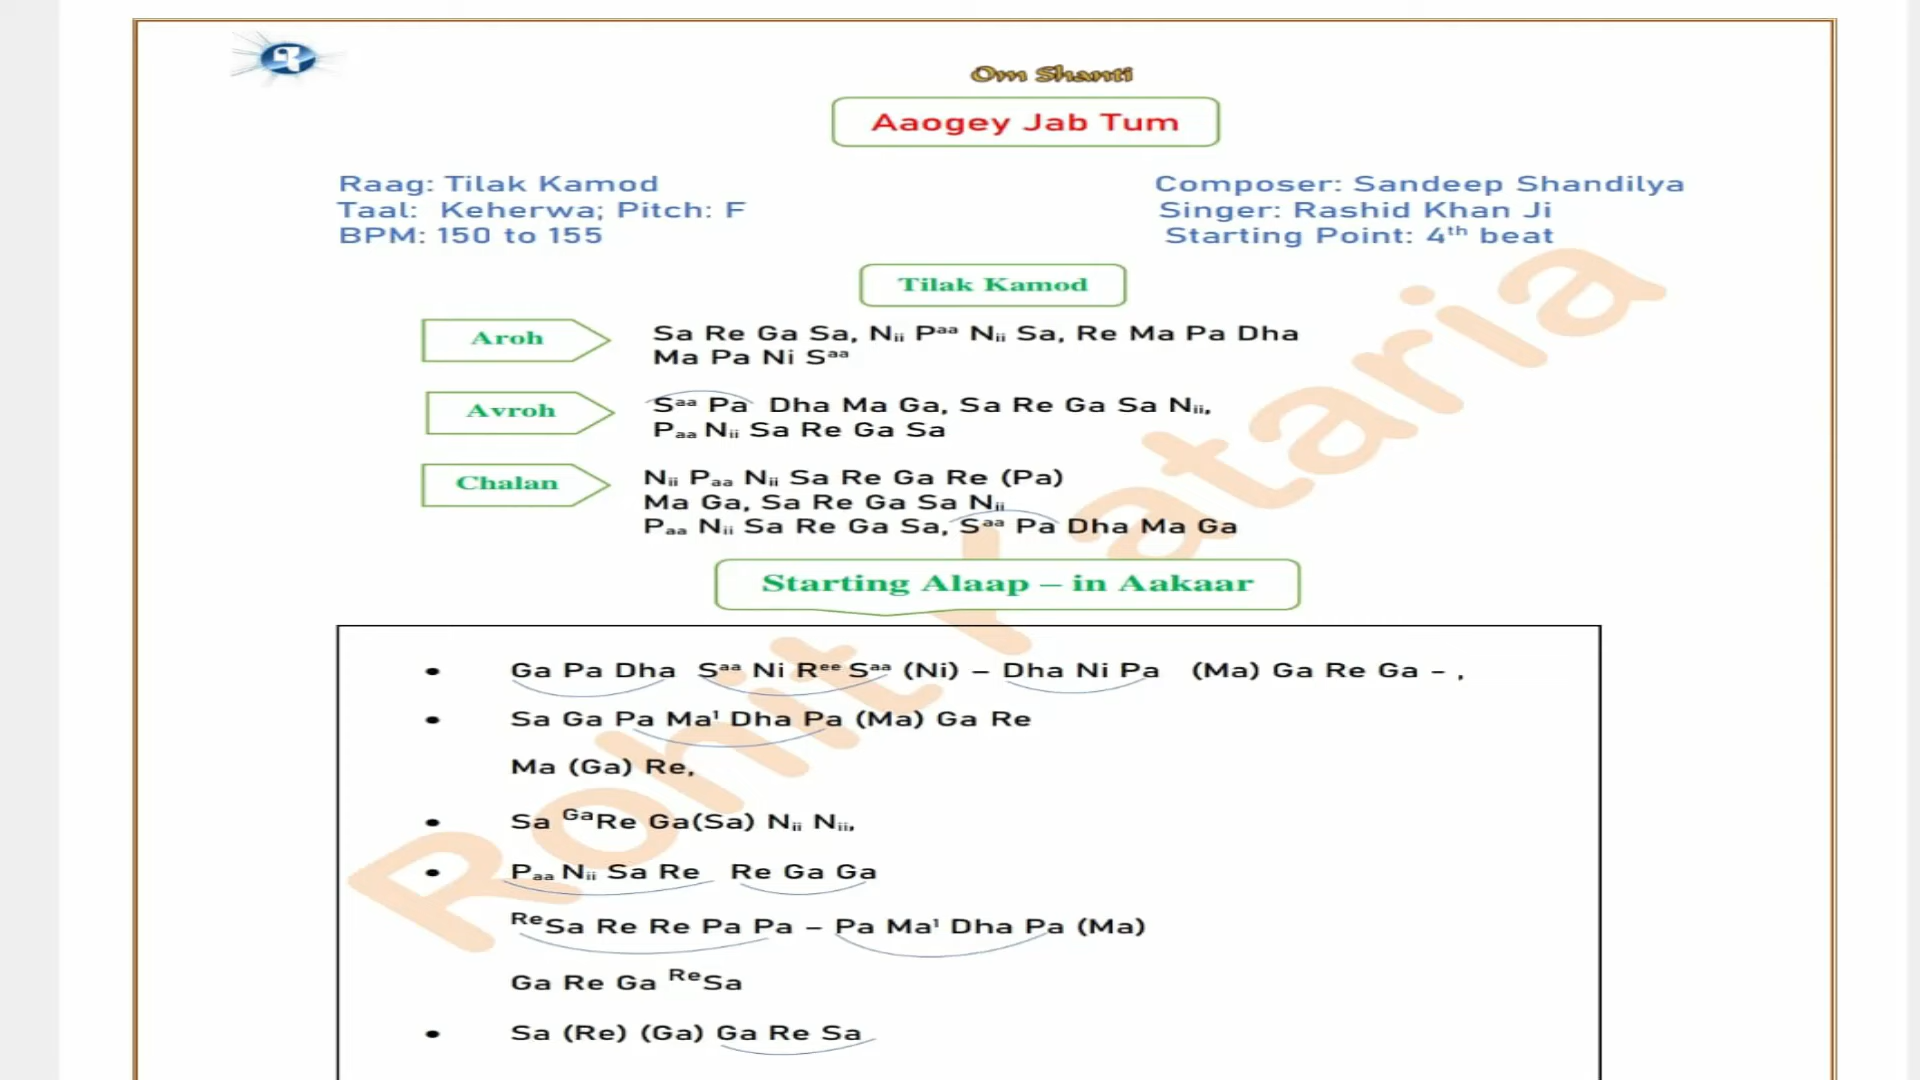 Om Shanti
Aaogey Jab Tum
Raag: Tilak Kamod
Taal: Keherwa; Pitch: F
BPM: 150 to 155
Composer: Sandeep Shandilya
Singer: Rashid Khan Ji
Starting Point: 4ᵗʰ beat
Tilak Kamod
Aroh
Sa Re Ga Sa, Nᵢᵢ Pᵃᵃ Nᵢᵢ Sa, Re Ma Pa Dha
Ma Pa Ni Sᵃᵃ
Avroh
Sᵃᵃ Pa Dha Ma Ga, Sa Re Ga Sa Nᵢᵢ,
Pₐₐ Nᵢᵢ Sa Re Ga Sa
Chalan
Nᵢᵢ Pₐₐ Nᵢᵢ Sa Re Ga Re (Pa)
Ma Ga, Sa Re Ga Sa Nᵢᵢ
Pₐₐ Nᵢᵢ Sa Re Ga Sa, Sᵃᵃ Pa Dha Ma Ga
Starting Alaap – in Aakaar
• Ga Pa Dha Sᵃᵃ Ni Rᵉᵉ Sᵃᵃ (Ni) – Dha Ni Pa (Ma) Ga Re Ga - ,
• Sa Ga Pa Ma¹ Dha Pa (Ma) Ga Re
Ma (Ga) Re,
• Sa ᴳᵃRe Ga(Sa) Nᵢᵢ Nᵢᵢ,
• Pₐₐ Nᵢᵢ Sa Re Re Ga Ga
ᴿᵉSa Re Re Pa Pa – Pa Ma¹ Dha Pa (Ma)
Ga Re Ga ᴿᵉSa
• Sa (Re) (Ga) Ga Re Sa
Rohit Kataria